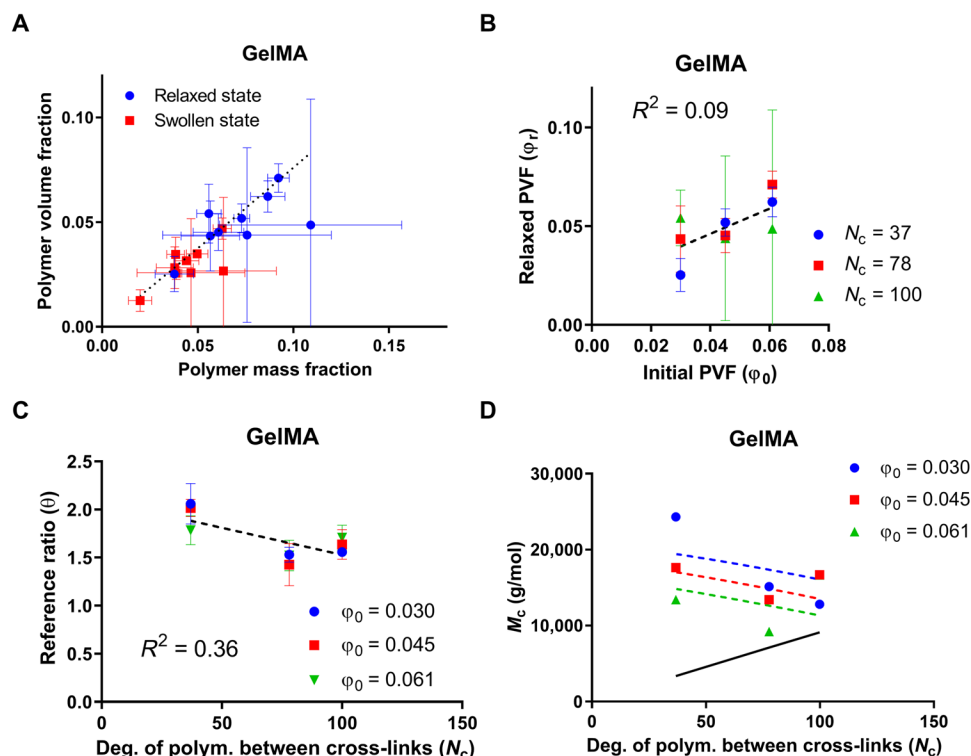 A
GelMA
Relaxed state
Swollen state
0.10
0.05
0.00
0.00 0.05 0.10 0.15
Polymer volume fraction
Polymer mass fraction
B
GelMA
R² = 0.09
0.10
0.05
0.00
0.00 0.02 0.04 0.06 0.08
Relaxed PVF (φr)
Initial PVF (φ0)
Nc = 37
Nc = 78
Nc = 100
C
GelMA
2.5
2.0
1.5
1.0
0.5
0.0
0 50 100 150
Reference ratio (θ)
R² = 0.36
φ0 = 0.030
φ0 = 0.045
φ0 = 0.061
Deg. of polym. between cross-links (Nc)
D
GelMA
φ0 = 0.030
φ0 = 0.045
φ0 = 0.061
30,000
20,000
10,000
0
0 50 100 150
Mc (g/mol)
Deg. of polym. between cross-links (Nc)